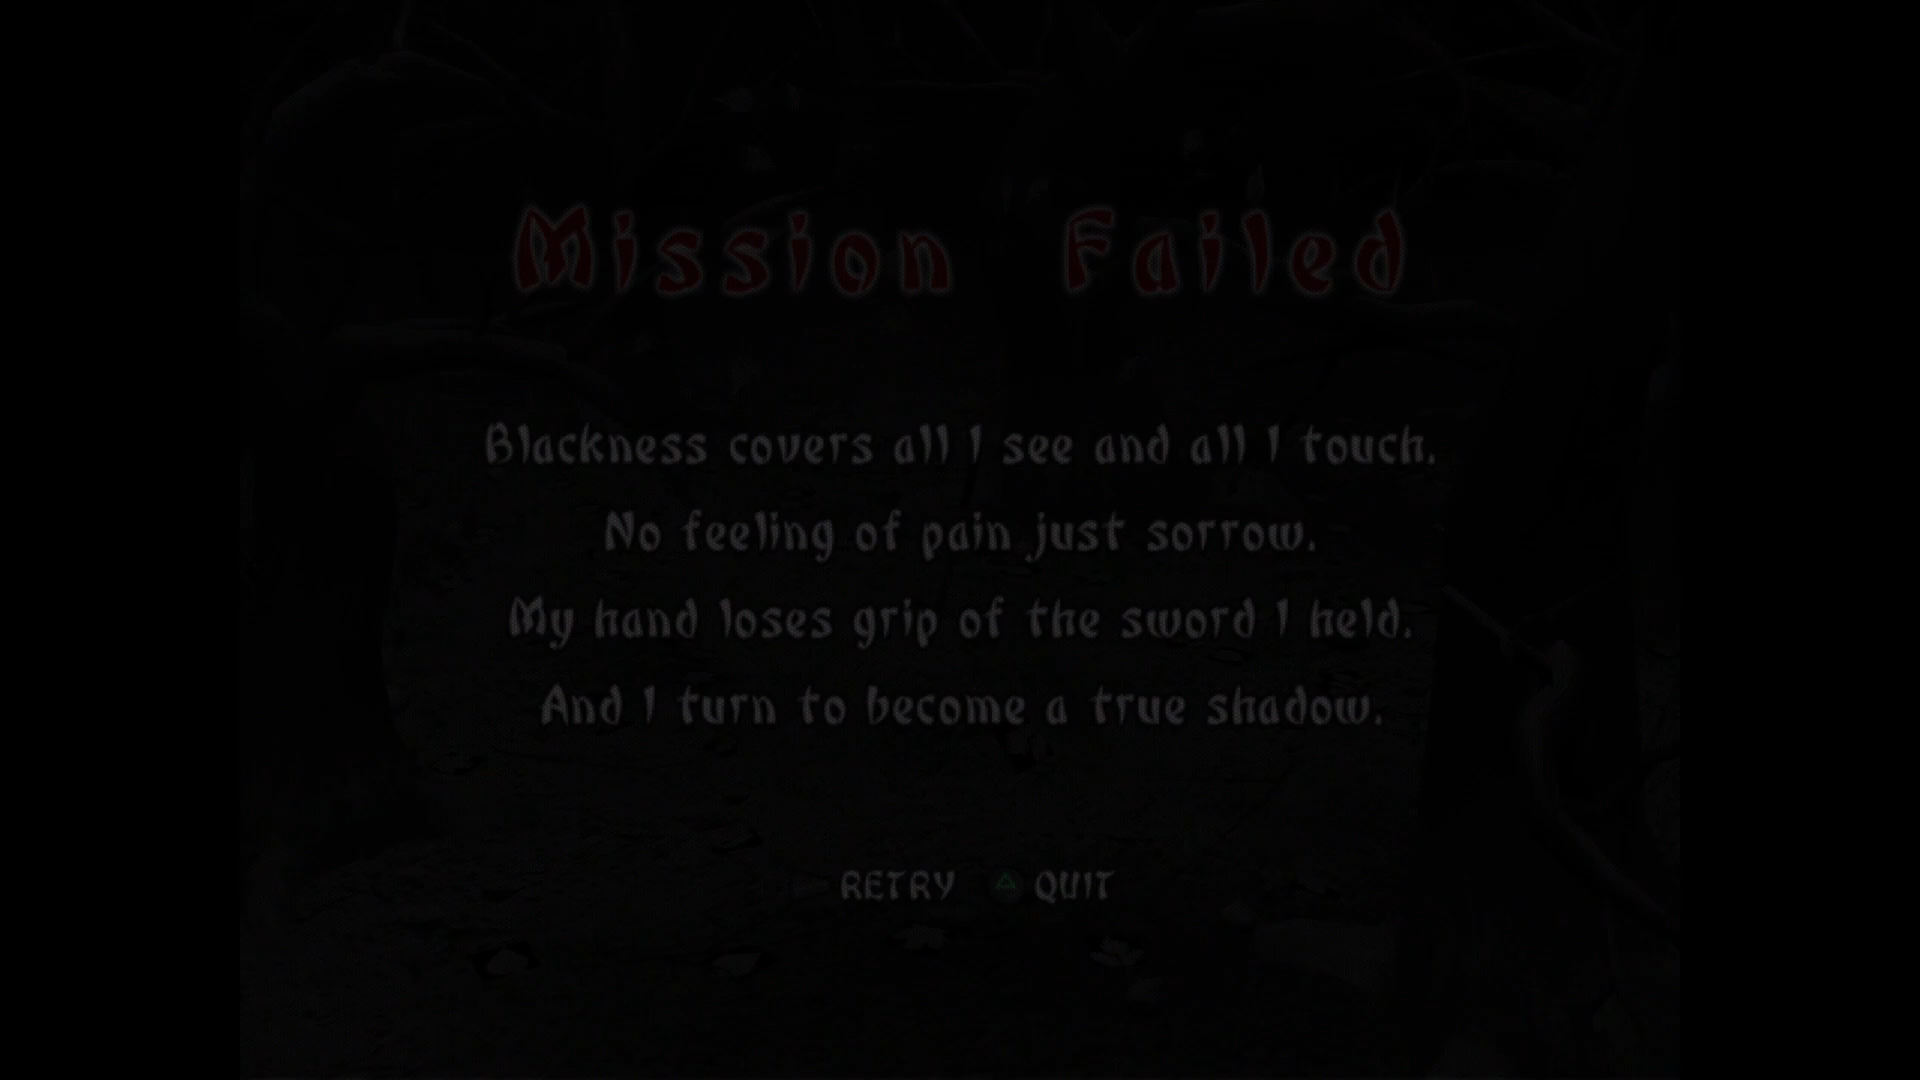 Mission Failed
Blackness covers all I see and all I touch.
No feeling of pain just sorrow.
My hand loses grip of the sword I held.
And I turn to become a true shadow.
RETRY QUIT